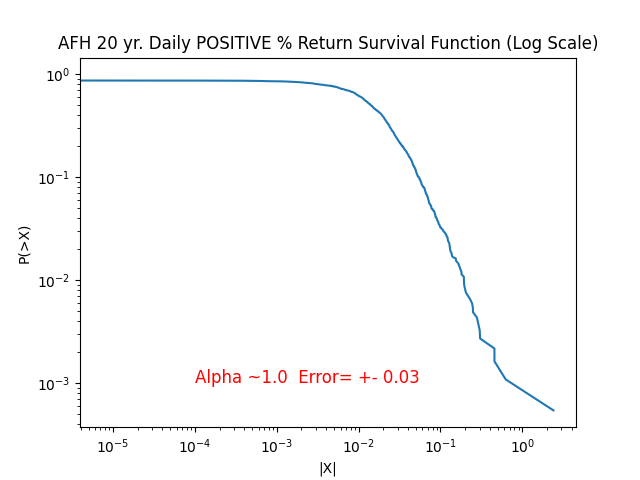 AFH 20 yr. Daily POSITIVE % Return Survival Function (Log Scale)
10⁰
10⁻¹
10⁻²
10⁻³
P(>X)
Alpha ~1.0  Error= +- 0.03
10⁻⁵ 10⁻⁴ 10⁻³ 10⁻² 10⁻¹ 10⁰
|X|